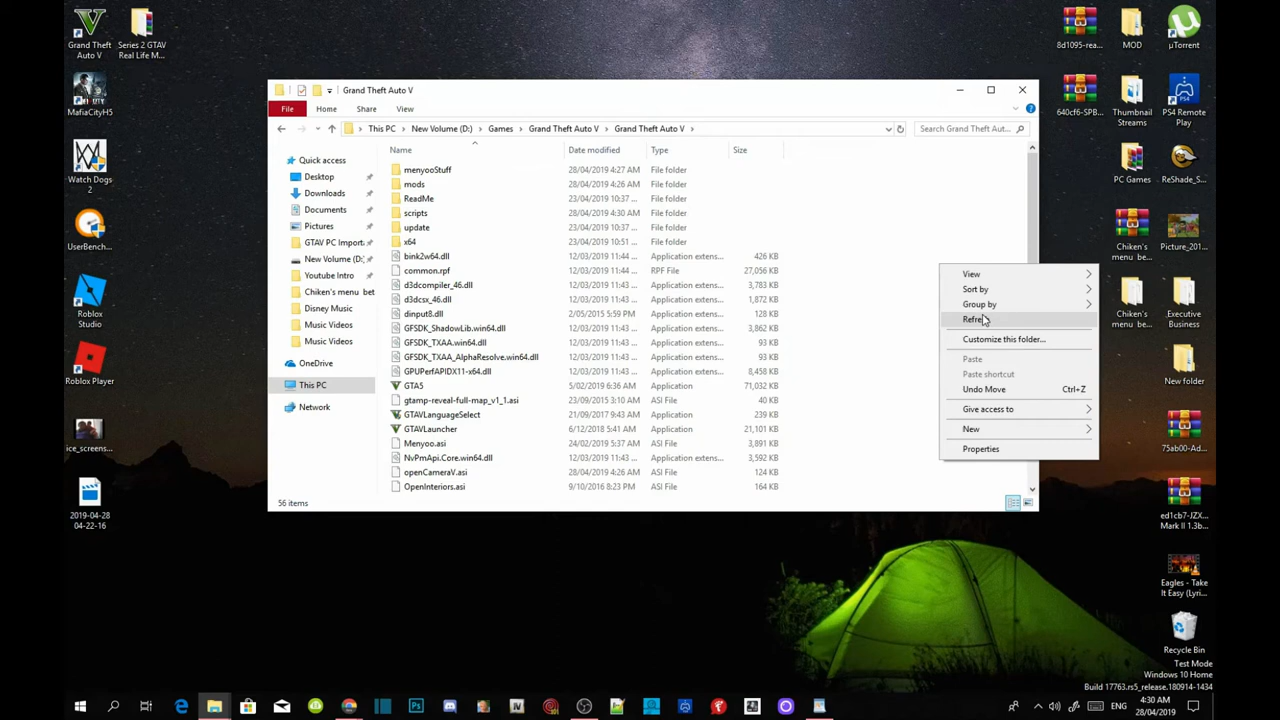 Grand Theft
Auto V
Series 2 GTAV
Real Life M...
MafiaCityH5
Watch Dogs
2
UserBench...
Roblox
Studio
Roblox Player
ice_screens...
2019-04-28
04-22-16
Grand Theft Auto V
File
Home
Share
View
This PC
New Volume (D:)
Games
Grand Theft Auto V
Grand Theft Auto V
Search Grand Theft Aut...
Quick access
Desktop
Downloads
Documents
Pictures
GTAV PC Import
New Volume (D:
Youtube Intro
Chiken's menu bet
Disney Music
Music Videos
Music Videos
OneDrive
This PC
Network
Name Date modified Type Size
menyooStuff 28/04/2019 4:27 AM File folder
mods 28/04/2019 4:26 AM File folder
ReadMe 23/04/2019 10:37 ... File folder
scripts 28/04/2019 4:30 AM File folder
update 23/04/2019 10:37 ... File folder
x64 23/04/2019 10:51 ... File folder
bink2w64.dll 12/03/2019 11:44 ... Application extens... 426 KB
common.rpf 12/03/2019 11:44 ... RPF File 27,056 KB
d3dcompiler_46.dll 12/03/2019 11:44 ... Application extens... 3,783 KB
d3dcsx_46.dll 12/03/2019 11:44 ... Application extens... 1,872 KB
dinput8.dll 2/05/2015 5:59 PM Application extens... 128 KB
GFSDK_ShadowLib.win64.dll 12/03/2019 11:43 ... Application extens... 3,862 KB
GFSDK_TXAA.win64.dll 12/03/2019 11:43 ... Application extens... 93 KB
GFSDK_TXAA_AlphaResolve.win64.dll 12/03/2019 11:43 ... Application extens... 93 KB
GPUPerfAPIDX11-x64.dll 12/03/2019 11:43 ... Application extens... 8,458 KB
GTA5 5/02/2019 6:36 AM Application 71,032 KB
gtamp-reveal-full-map_v1_1.asi 23/09/2015 3:10 AM ASI File 40 KB
GTAVLanguageSelect 21/09/2017 9:43 AM Application 239 KB
GTAVLauncher 6/12/2018 5:41 AM Application 21,101 KB
Menyoo.asi 24/02/2019 5:37 AM ASI File 3,891 KB
NvPmApi.Core.win64.dll 12/03/2019 11:43 ... Application extens... 3,592 KB
openCameraV.asi 28/04/2019 4:26 AM ASI File 124 KB
OpenInteriors.asi 9/10/2016 8:23 PM ASI File 164 KB
56 items
View
Sort by
Group by
Customize this folder...
Paste
Paste shortcut
Undo Move Ctrl+Z
Give access to
New
Properties
8d1095-rea...
MOD
µTorrent
640cf6-SPB...
Thumbnail
Streams
PS4 Remote
Play
PC Games
ReShade_S...
Chiken's
menu be...
Picture_201...
Chiken's
menu be...
Executive
Business
New folder
75ab00-Ad...
ed1cb7-JZX...
Mark II 1.3b...
Eagles - Take
It Easy (Lyri...
Recycle Bin
Test Mode
Windows 10 Home
Build 17763.rs5_release.180914-1434
ENG
4:30 AM
28/04/2019